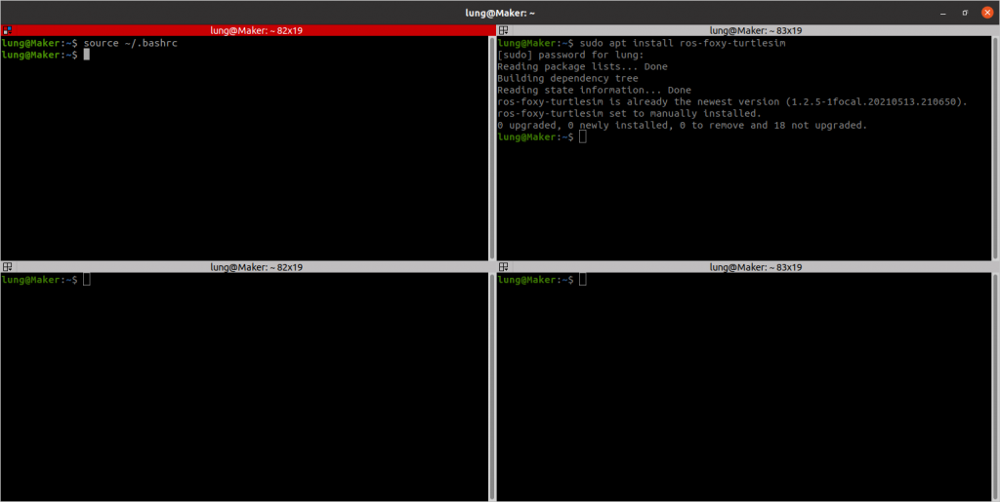 lung@Maker: ~
lung@Maker: ~ 82x19
lung@Maker:~$ source ~/.bashrc
lung@Maker:~$
lung@Maker: ~ 83x19
lung@Maker:~$ sudo apt install ros-foxy-turtlesim
[sudo] password for lung:
Reading package lists... Done
Building dependency tree
Reading state information... Done
ros-foxy-turtlesim is already the newest version (1.2.5-1focal.20210513.210650).
ros-foxy-turtlesim set to manually installed.
0 upgraded, 0 newly installed, 0 to remove and 18 not upgraded.
lung@Maker:~$
lung@Maker: ~ 82x19
lung@Maker:~$
lung@Maker: ~ 83x19
lung@Maker:~$